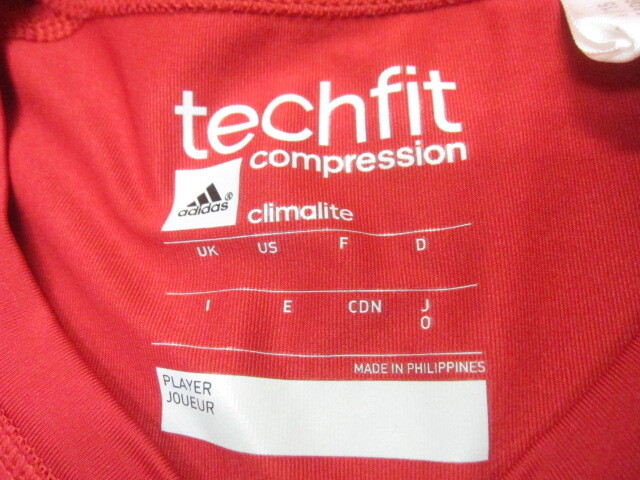 techfit
compression
adidas®
climalite
UK US F D
I E CDN J
O
MADE IN PHILIPPINES
PLAYER
JOUEUR